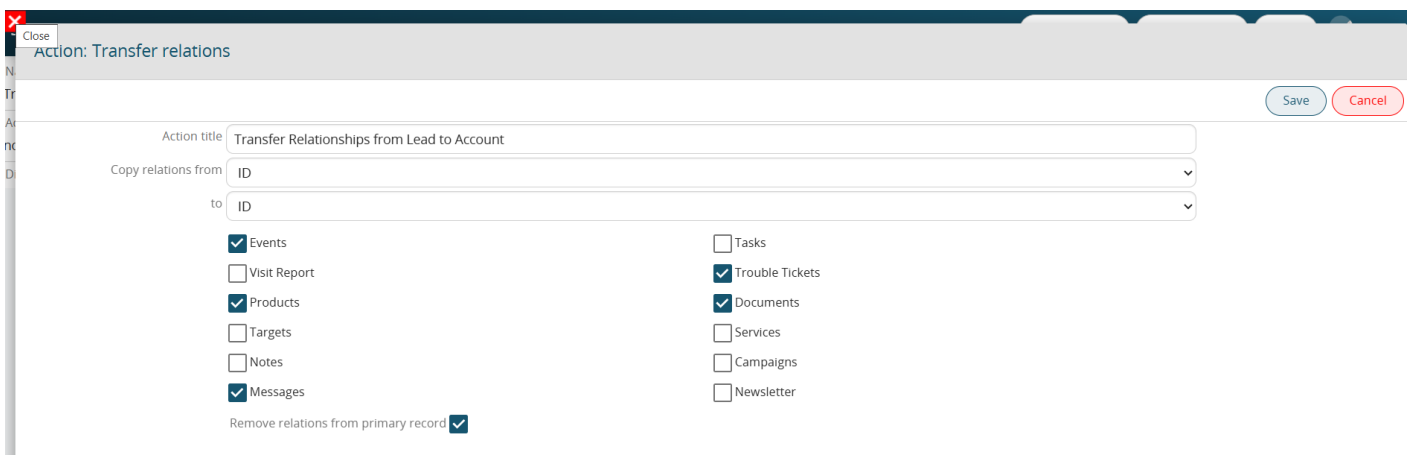 Close
Action: Transfer relations
Save Cancel
Action title Transfer Relationships from Lead to Account
Copy relations from ID
to ID
Events Tasks
Visit Report Trouble Tickets
Products Documents
Targets Services
Notes Campaigns
Messages Newsletter
Remove relations from primary record